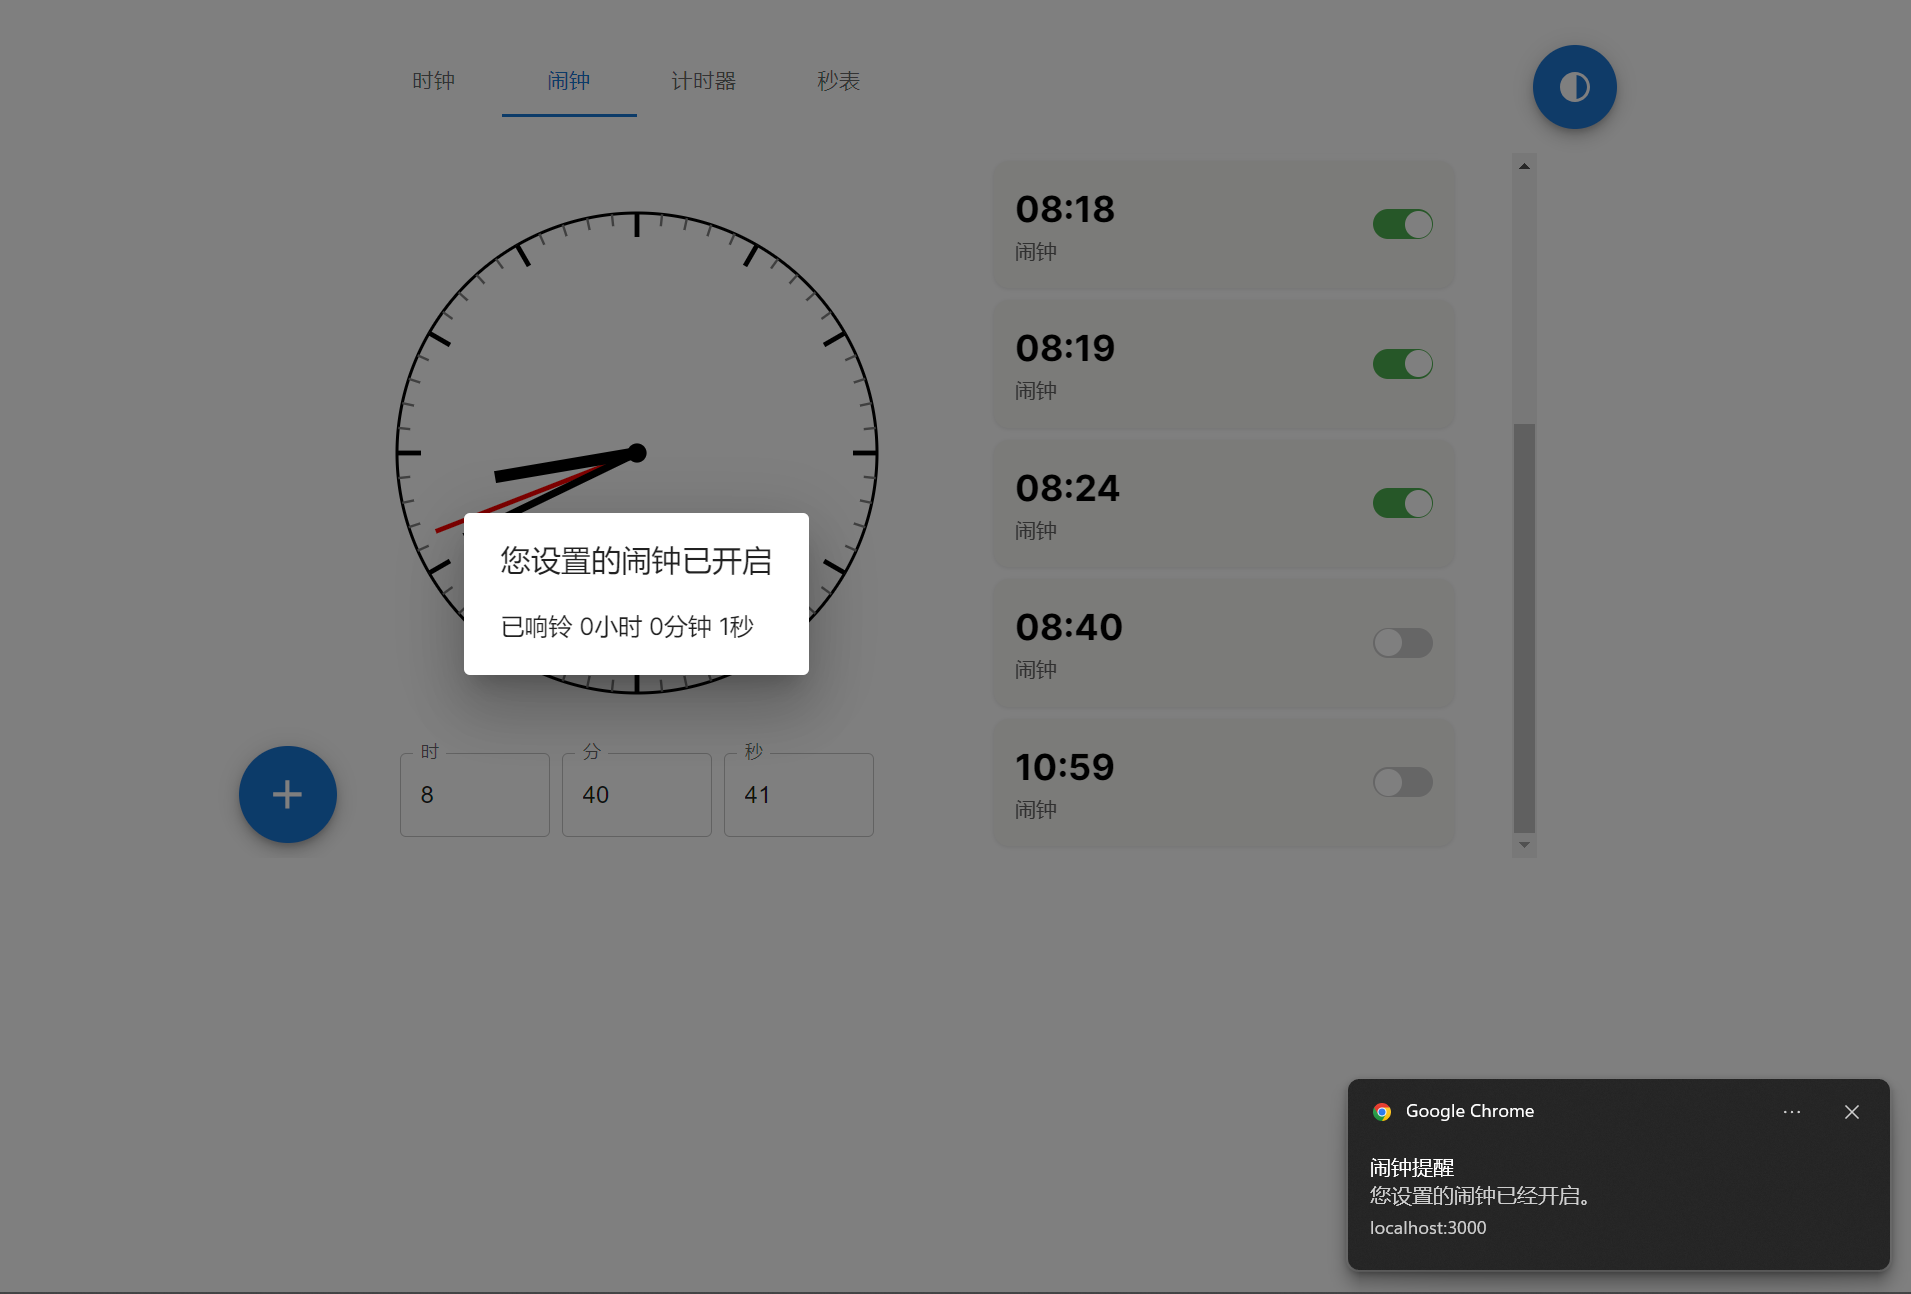 时钟
闹钟
计时器
秒表
08:18
闹钟
08:19
闹钟
08:24
闹钟
08:40
闹钟
10:59
闹钟
您设置的闹钟已开启
已响铃 0小时 0分钟 1秒
时
8
分
40
秒
41
Google Chrome
闹钟提醒
您设置的闹钟已经开启。
localhost:3000